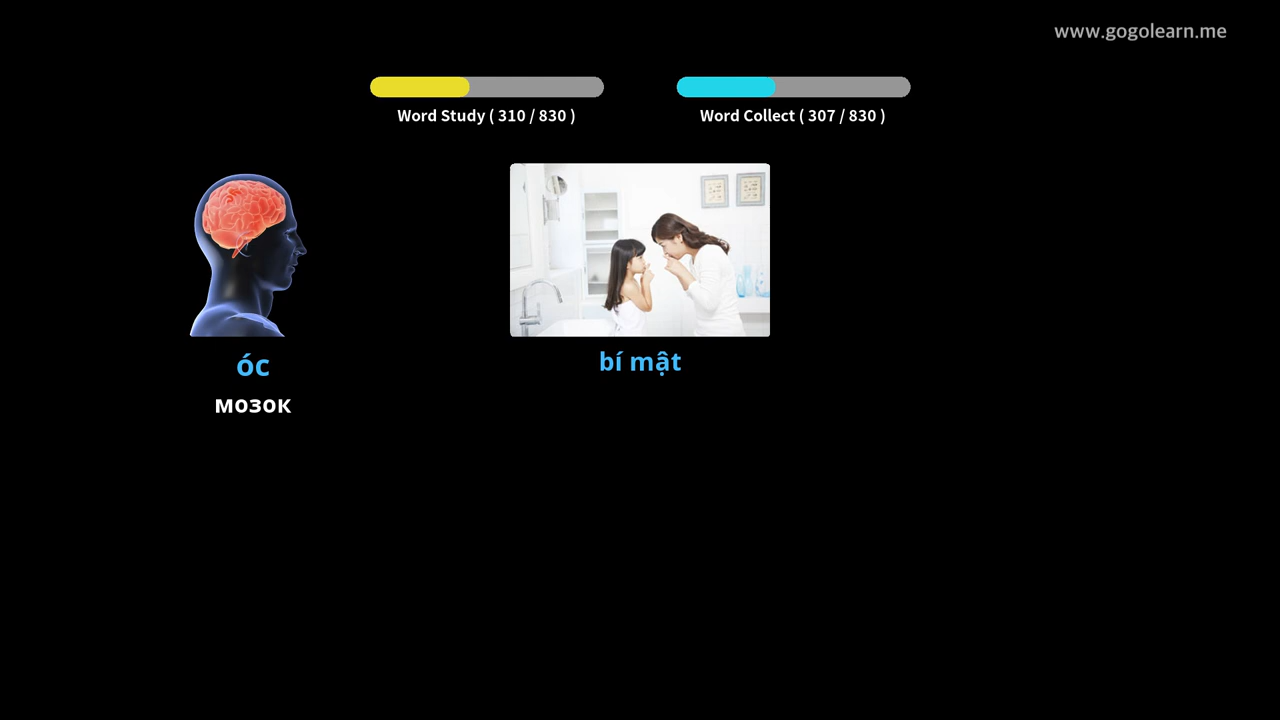 www.gogolearn.me
Word Study ( 310 / 830 )
Word Collect ( 307 / 830 )
óc
мозок
bí mật